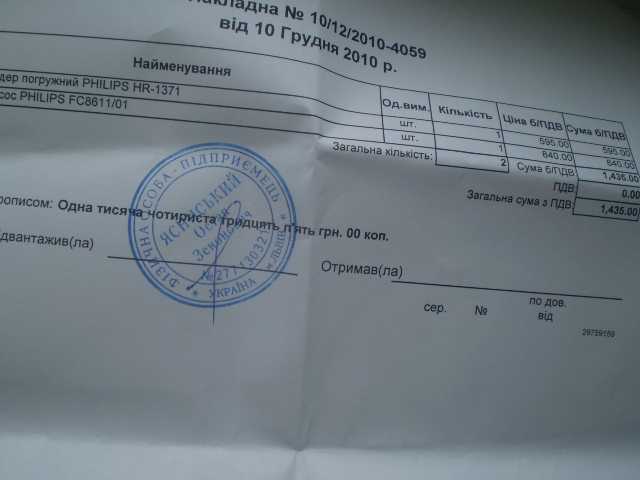 накладна № 10/12/2010-4059
від 10 Грудня 2010 р.
Найменування Од.вим. Кількість Ціна б/ПДВ Сума б/ПДВ
дер погружний PHILIPS HR-1371 шт. 1 595.00 595.00
сос PHILIPS FC8611/01 шт. 1 840.00 840.00
Загальна кількість: 2 Сума б/ПДВ 1,435.00
ПДВ: 0.00
Загальна сума з ПДВ: 1,435.00
рописом: Одна тисяча чотириста тридцять п'ять грн. 00 коп.
ідвантажив(ла) Отримав(ла)
по дов.
сер. № від
29759159
ФІЗИЧНА ОСОБА - ПІДПРИЄМЕЦЬ
ЯСІНСЬКИЙ
Зенонович
УКРАЇНА
м.Львів